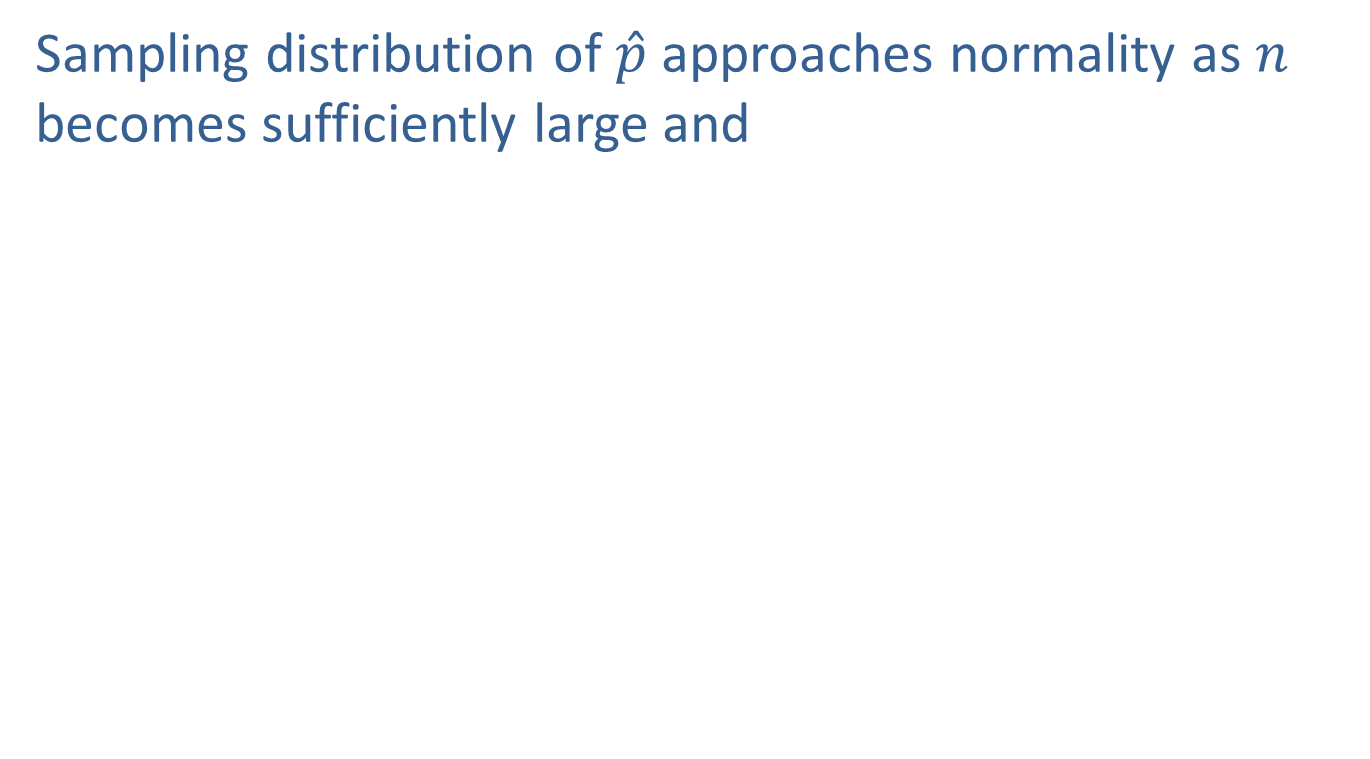 Sampling distribution of 𝑝̂ approaches normality as 𝑛
becomes sufficiently large and